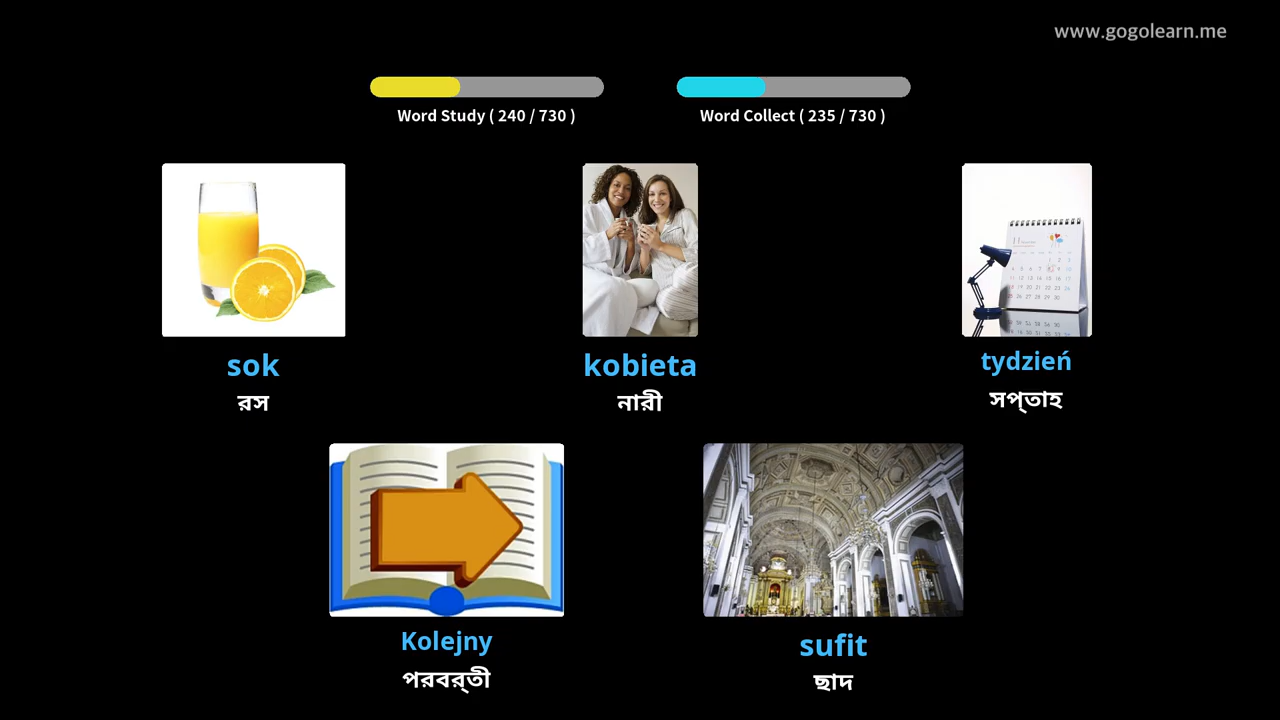 www.gogolearn.me
Word Study ( 240 / 730 )
Word Collect ( 235 / 730 )
sok
রস
kobieta
নারী
tydzień
সপ্তাহ
Kolejny
পরবর্তী
sufit
ছাদ